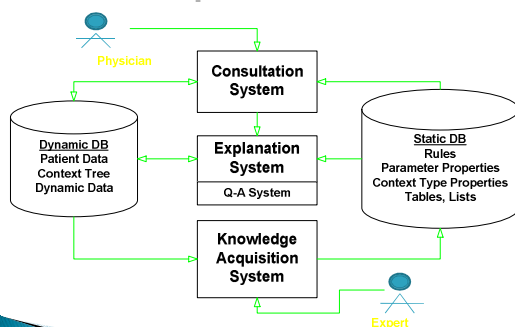 Physician
Consultation
System
Dynamic DB
Patient Data
Context Tree
Dynamic Data
Explanation
System
Q-A System
Static DB
Rules
Parameter Properties
Context Type Properties
Tables, Lists
Knowledge
Acquisition
System
Expert